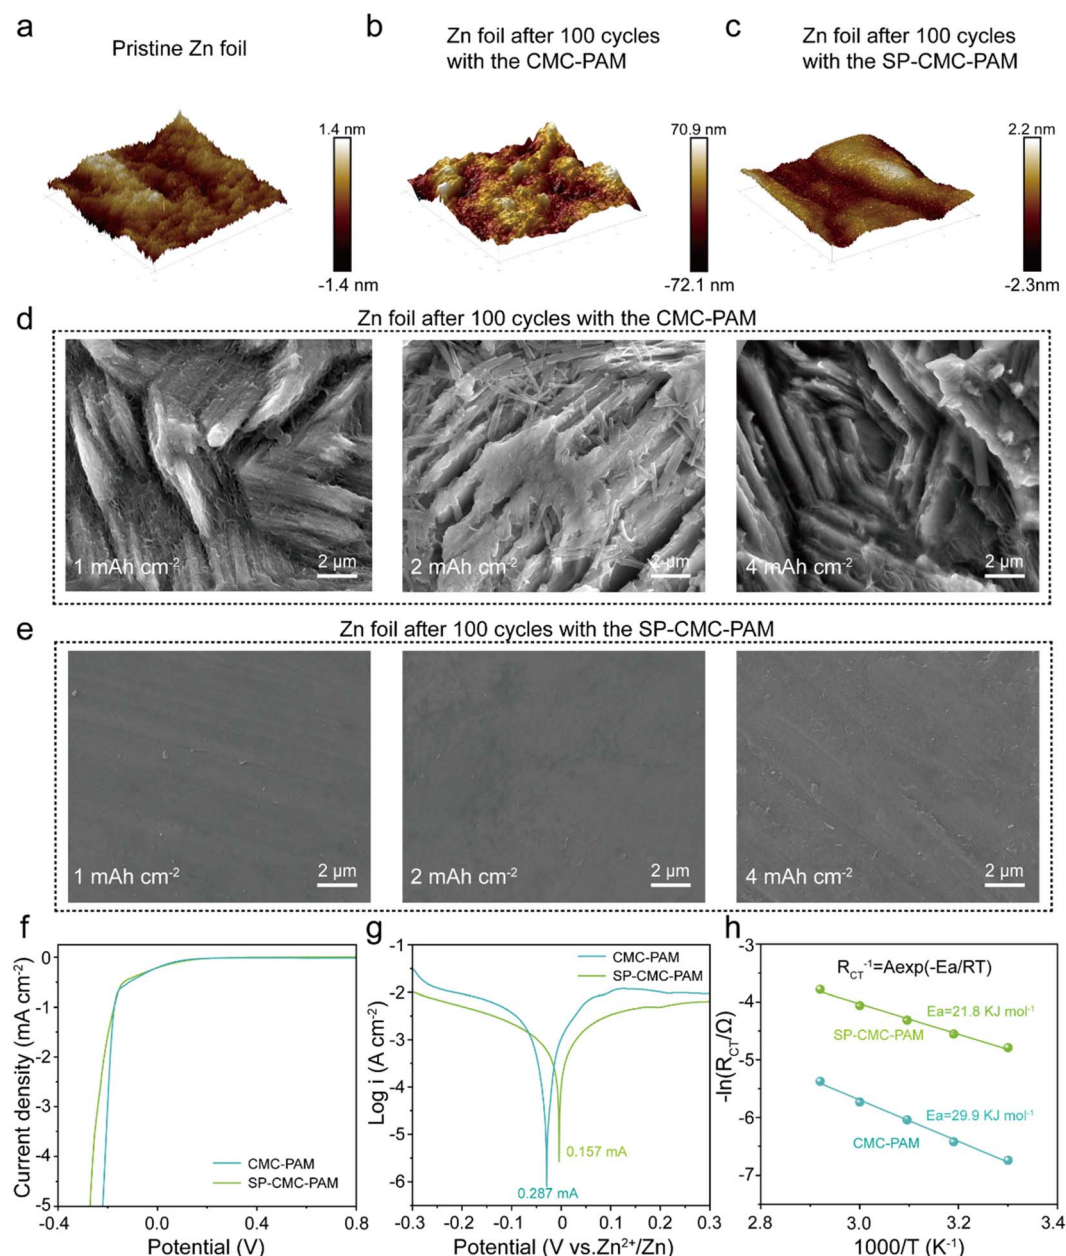 a
Pristine Zn foil
b
Zn foil after 100 cycles
with the CMC-PAM
c
Zn foil after 100 cycles
with the SP-CMC-PAM
1.4 nm
-1.4 nm
70.9 nm
-72.1 nm
2.2 nm
-2.3nm
d
Zn foil after 100 cycles with the CMC-PAM
1 mAh cm-2
2 µm
2 mAh cm-2
2 µm
4 mAh cm-2
2 µm
e
Zn foil after 100 cycles with the SP-CMC-PAM
1 mAh cm-2
2 µm
2 mAh cm-2
2 µm
4 mAh cm-2
2 µm
f
Current density (mA cm-2)
0
-1
-2
-3
-4
-5
CMC-PAM
SP-CMC-PAM
-0.4 0.0 0.4 0.8
Potential (V)
g
Log i (A cm-2)
-1
-2
-3
-4
-5
-6
CMC-PAM
SP-CMC-PAM
0.157 mA
0.287 mA
-0.3 -0.2 -0.1 0 0.1 0.2 0.3
Potential (V vs.Zn2+/Zn)
h
-ln(RCT/Ω)
-3
-4
-5
-6
-7
RCT-1=Aexp(-Ea/RT)
Ea=21.8 KJ mol-1
SP-CMC-PAM
Ea=29.9 KJ mol-1
CMC-PAM
2.8 3.0 3.2 3.4
1000/T (K-1)